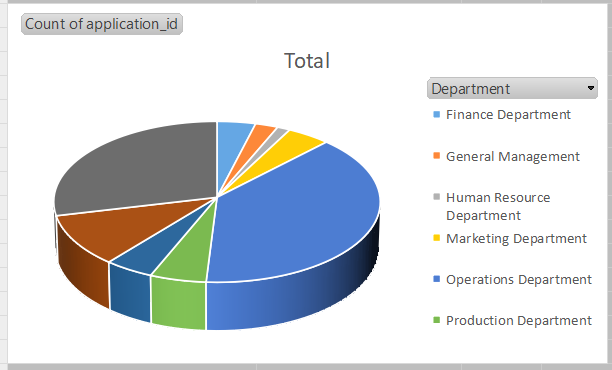 Count of application_id
Total
Department
Finance Department
General Management
Human Resource
Department
Marketing Department
Operations Department
Production Department